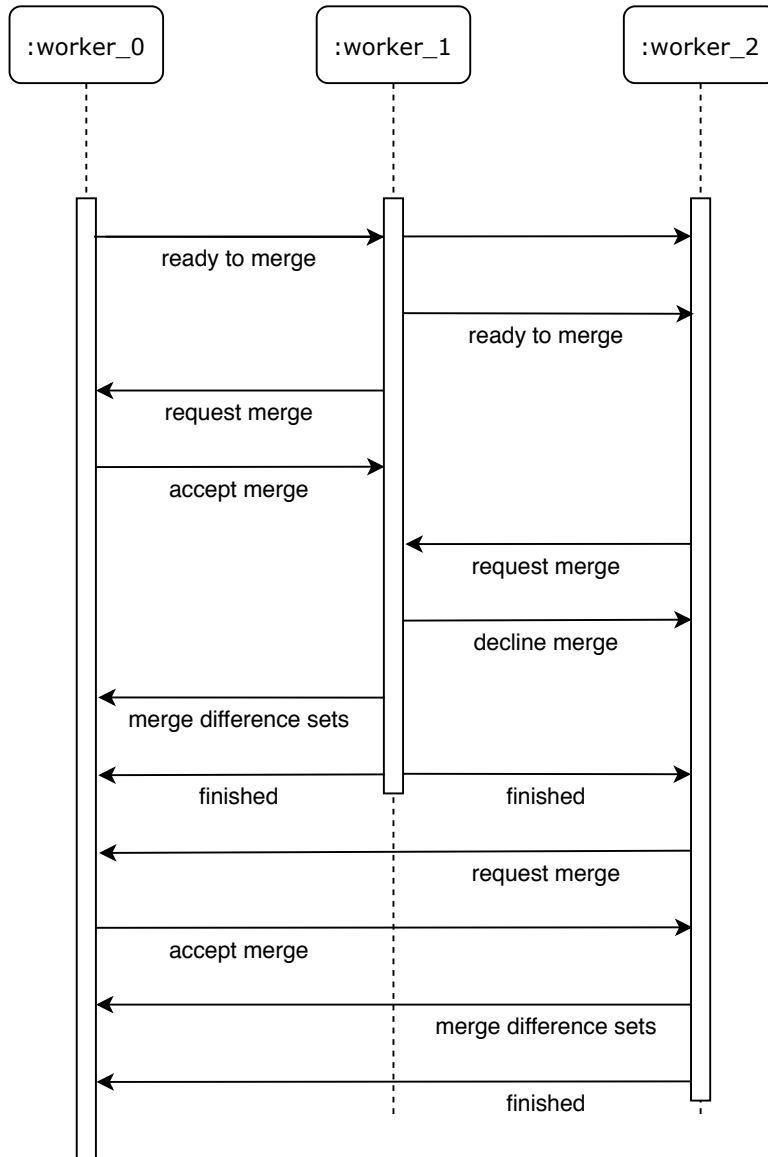 :worker_0
:worker_1
:worker_2
ready to merge
ready to merge
request merge
accept merge
request merge
decline merge
merge difference sets
finished
finished
request merge
accept merge
merge difference sets
finished